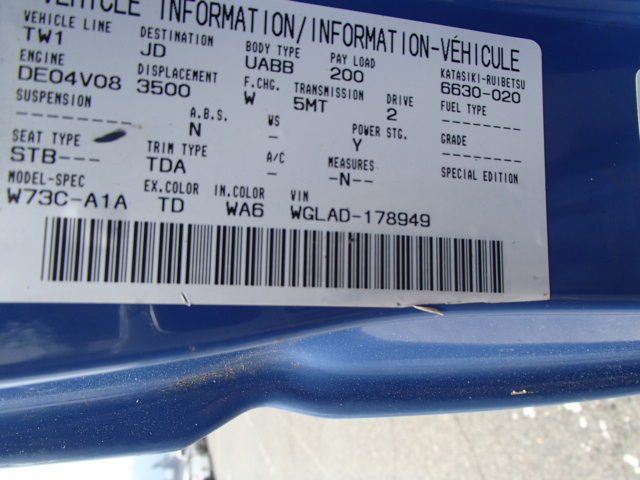 VEHICLE INFORMATION/INFORMATION-VÉHICULE
VEHICLE LINE DESTINATION BODY TYPE PAY LOAD KATASIKI-RUIBETSU
TW1 JD UABB 200 6630-020
ENGINE DISPLACEMENT F.CHG. TRANSMISSION DRIVE FUEL TYPE
DE04V08 3500 W 5MT 2 ----
SUSPENSION A.B.S. WS POWER STG. GRADE
- N - Y ----
SEAT TYPE TRIM TYPE A/C MEASURES SPECIAL EDITION
STB--- TDA - -N--
MODEL-SPEC EX.COLOR IN.COLOR VIN
W73C-A1A TD WA6 WGLAD-178949